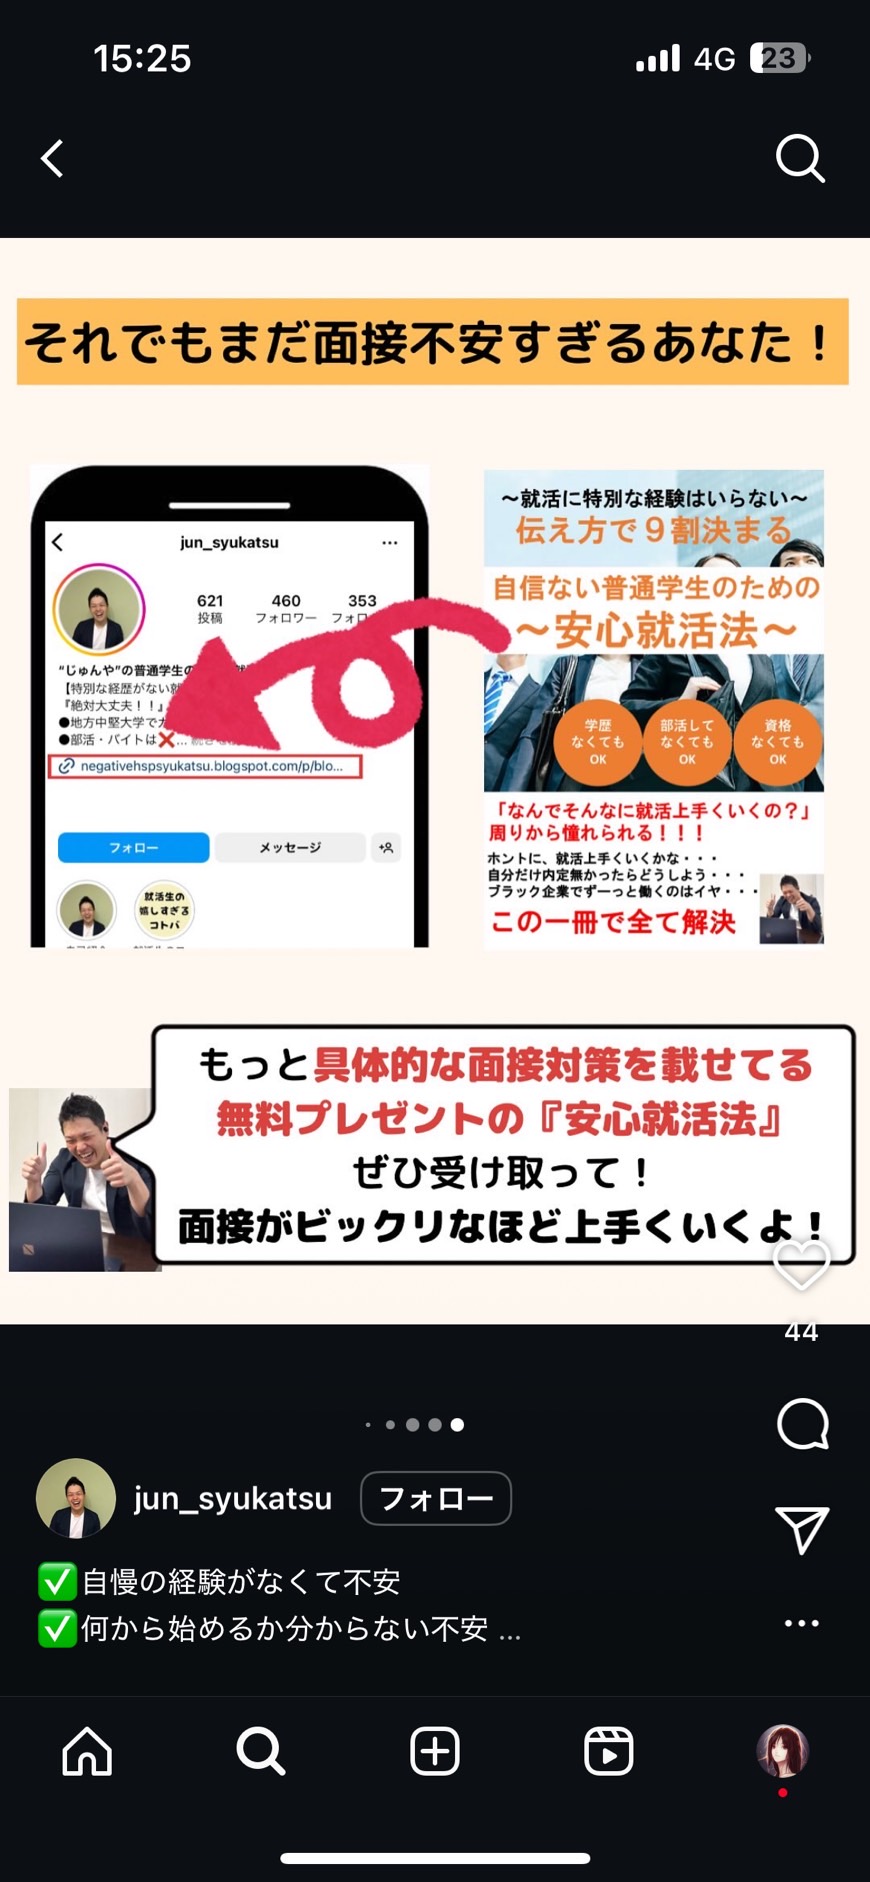 15:25
4G 23
それでもまだ面接不安すぎるあなた！
jun_syukatsu
621 460 353
投稿 フォロワー フォロ
“じゅんや”の普通学生の
【特別な経歴がない就
『絶対大丈夫！！』
●地方中堅大学で
●部活・バイトは❌...
negativehspsyukatsu.blogspot.com/p/blo...
フォロー メッセージ
就活生の
嬉しすぎる
コトバ
〜就活に特別な経験はいらない〜
伝え方で９割決まる
自信ない普通学生のための
〜安心就活法〜
学歴
なくても
OK
部活して
なくても
OK
資格
なくても
OK
「なんでそんなに就活上手くいくの？」
周りから憧れられる！！！
ホントに、就活上手くいくかな・・・
自分だけ内定無かったらどうしよう・・・
ブラック企業でずーっと働くのはイヤ・・・
この一冊で全て解決
もっと具体的な面接対策を載せてる
無料プレゼントの『安心就活法』
ぜひ受け取って！
面接がビックリなほど上手くいくよ！
44
jun_syukatsu フォロー
✅自慢の経験がなくて不安
✅何から始めるか分からない不安 ...